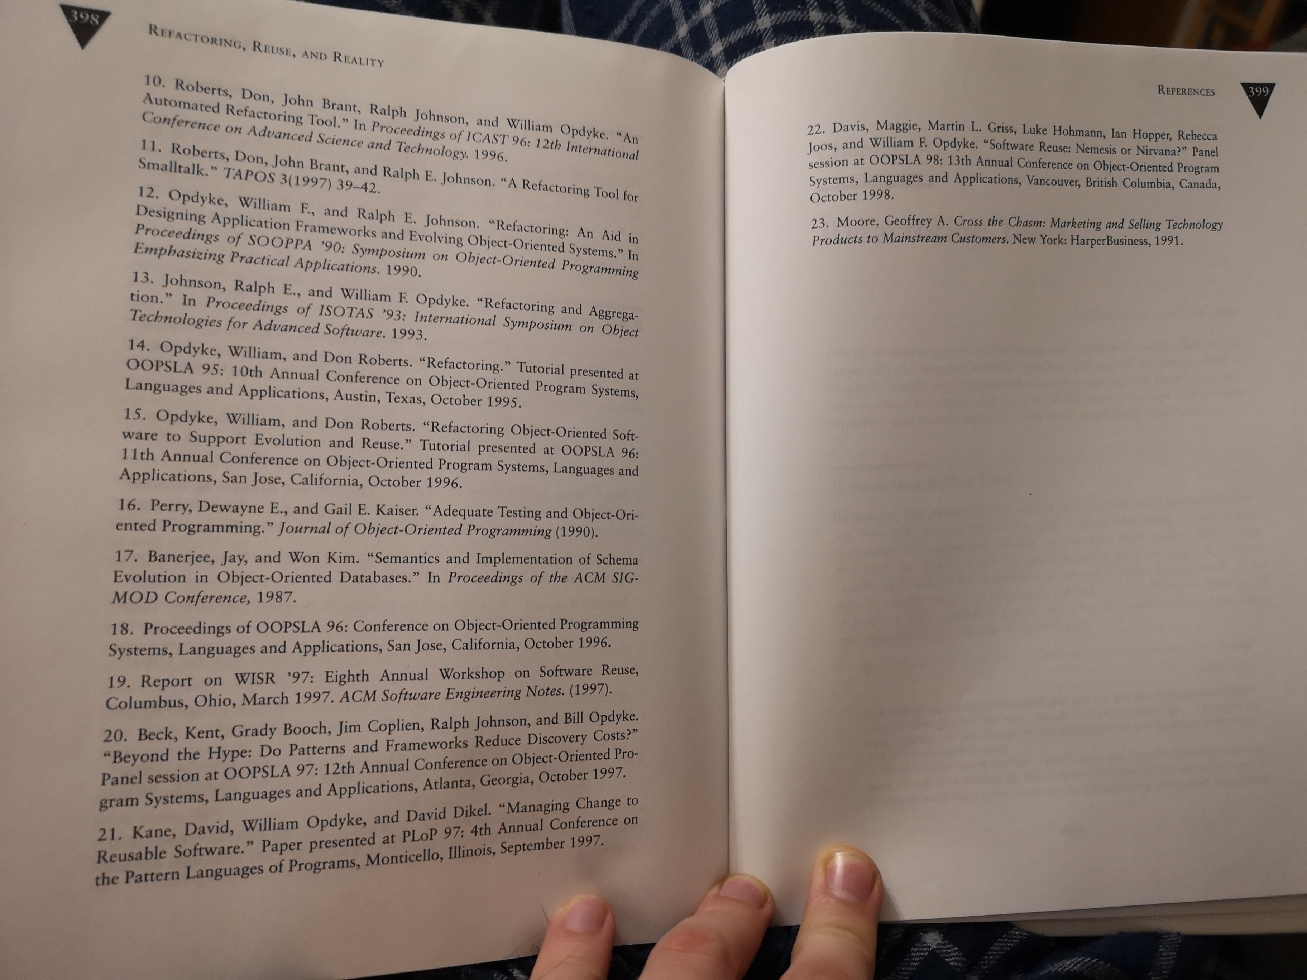 398
REFACTORING, REUSE, AND REALITY
10. Roberts, Don, John Brant, Ralph Johnson, and William Opdyke. “An
Automated Refactoring Tool.” In Proceedings of ICAST 96: 12th International
Conference on Advanced Science and Technology. 1996.
11. Roberts, Don, John Brant, and Ralph E. Johnson. “A Refactoring Tool for
Smalltalk.” TAPOS 3(1997) 39–42.
12. Opdyke, William F., and Ralph E. Johnson. “Refactoring: An Aid in
Designing Application Frameworks and Evolving Object-Oriented Systems.” In
Proceedings of SOOPPA ’90: Symposium on Object-Oriented Programming
Emphasizing Practical Applications. 1990.
13. Johnson, Ralph E., and William F. Opdyke. “Refactoring and Aggrega-
tion.” In Proceedings of ISOTAS ’93: International Symposium on Object
Technologies for Advanced Software. 1993.
14. Opdyke, William, and Don Roberts. “Refactoring.” Tutorial presented at
OOPSLA 95: 10th Annual Conference on Object-Oriented Program Systems,
Languages and Applications, Austin, Texas, October 1995.
15. Opdyke, William, and Don Roberts. “Refactoring Object-Oriented Soft-
ware to Support Evolution and Reuse.” Tutorial presented at OOPSLA 96:
11th Annual Conference on Object-Oriented Program Systems, Languages and
Applications, San Jose, California, October 1996.
16. Perry, Dewayne E., and Gail E. Kaiser. “Adequate Testing and Object-Ori-
ented Programming.” Journal of Object-Oriented Programming (1990).
17. Banerjee, Jay, and Won Kim. “Semantics and Implementation of Schema
Evolution in Object-Oriented Databases.” In Proceedings of the ACM SIG-
MOD Conference, 1987.
18. Proceedings of OOPSLA 96: Conference on Object-Oriented Programming
Systems, Languages and Applications, San Jose, California, October 1996.
19. Report on WISR ’97: Eighth Annual Workshop on Software Reuse,
Columbus, Ohio, March 1997. ACM Software Engineering Notes. (1997).
20. Beck, Kent, Grady Booch, Jim Coplien, Ralph Johnson, and Bill Opdyke.
“Beyond the Hype: Do Patterns and Frameworks Reduce Discovery Costs?”
Panel session at OOPSLA 97: 12th Annual Conference on Object-Oriented Pro-
gram Systems, Languages and Applications, Atlanta, Georgia, October 1997.
21. Kane, David, William Opdyke, and David Dikel. “Managing Change to
Reusable Software.” Paper presented at PLoP 97: 4th Annual Conference on
the Pattern Languages of Programs, Monticello, Illinois, September 1997.
REFERENCES
399
22. Davis, Maggie, Martin L. Griss, Luke Hohmann, Ian Hopper, Rebecca
Joos, and William F. Opdyke. “Software Reuse: Nemesis or Nirvana?” Panel
session at OOPSLA 98: 13th Annual Conference on Object-Oriented Program
Systems, Languages and Applications, Vancouver, British Columbia, Canada,
October 1998.
23. Moore, Geoffrey A. Cross the Chasm: Marketing and Selling Technology
Products to Mainstream Customers. New York: HarperBusiness, 1991.